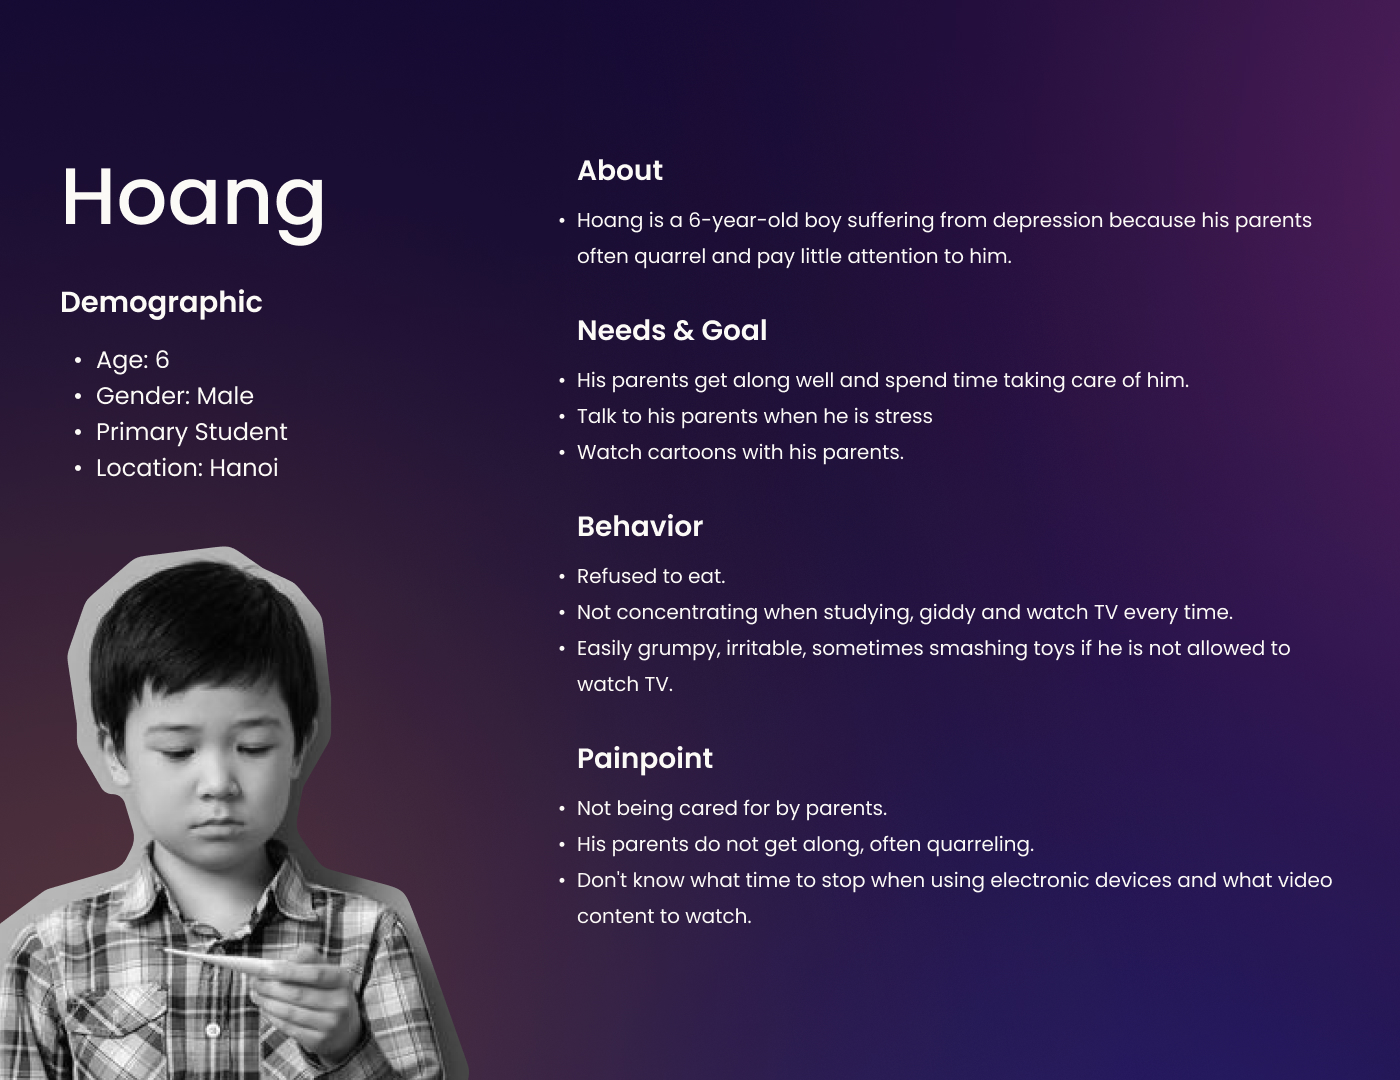 Hoang
Demographic
• Age: 6
• Gender: Male
• Primary Student
• Location: Hanoi
About
• Hoang is a 6-year-old boy suffering from depression because his parents
often quarrel and pay little attention to him.
Needs & Goal
• His parents get along well and spend time taking care of him.
• Talk to his parents when he is stress
• Watch cartoons with his parents.
Behavior
• Refused to eat.
• Not concentrating when studying, giddy and watch TV every time.
• Easily grumpy, irritable, sometimes smashing toys if he is not allowed to
watch TV.
Painpoint
• Not being cared for by parents.
• His parents do not get along, often quarreling.
• Don't know what time to stop when using electronic devices and what video
content to watch.